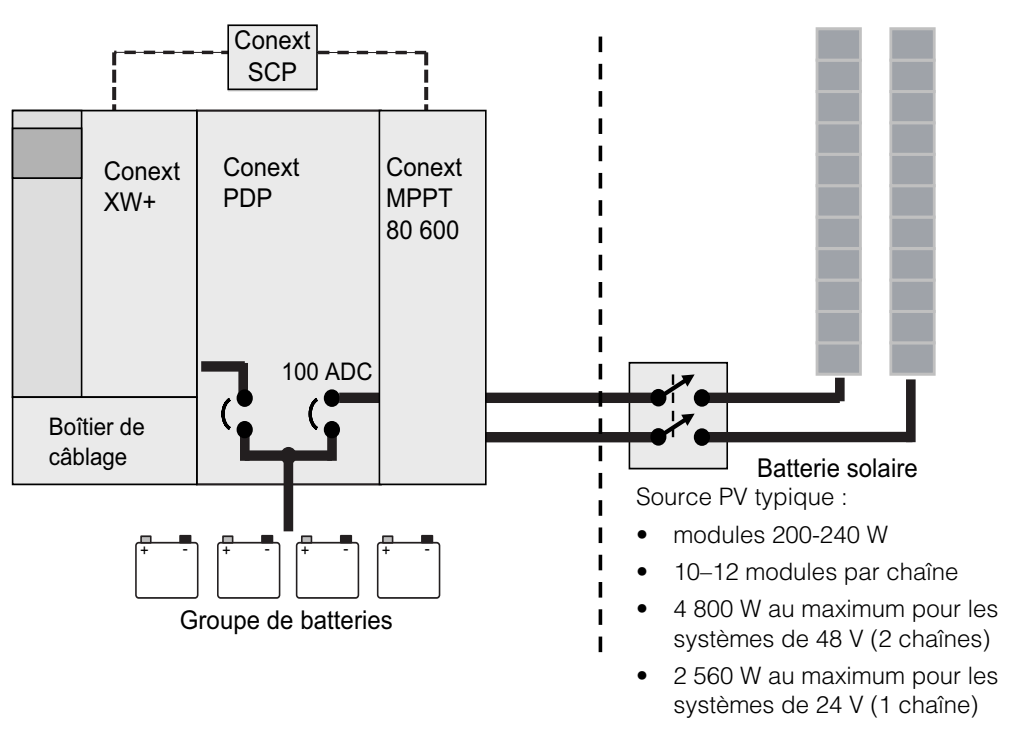 Conext
SCP
Conext
XW+
Conext
PDP
Conext
MPPT
80 600
100 ADC
Boîtier de
câblage
+ -
+ -
+ -
+ -
Groupe de batteries
Batterie solaire
Source PV typique :
• modules 200-240 W
• 10–12 modules par chaîne
• 4 800 W au maximum pour les
systèmes de 48 V (2 chaînes)
• 2 560 W au maximum pour les
systèmes de 24 V (1 chaîne)